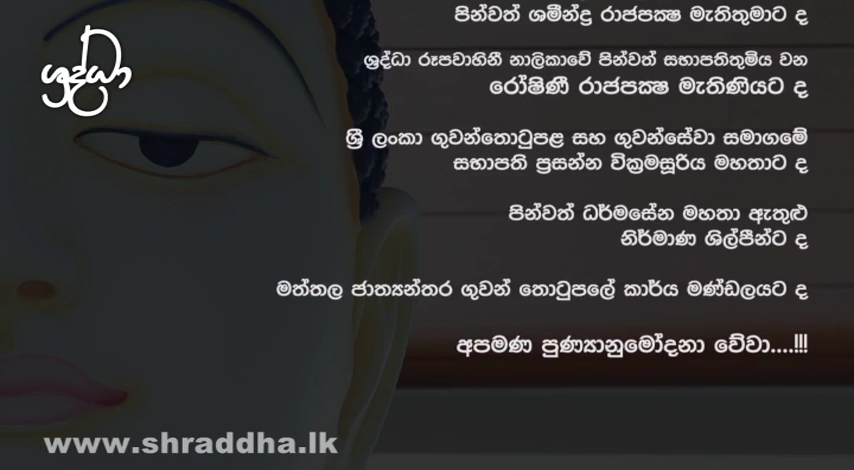 පින්වත් ශමින්ද්‍ර රාජපක්‍ෂ මැතිතුමාට ද
ශ්‍රද්ධා
ශ්‍රද්ධා රූපවාහිනී නාලිකාවේ පින්වත් සභාපතිතුමිය වන
රෝෂිණී රාජපක්‍ෂ මැතිණියට ද
ශ්‍රී ලංකා ගුවන්තොටුපළ සහ ගුවන්සේවා සමාගමේ
සභාපති ප්‍රසන්න වික්‍රමසූරිය මහතාට ද
පින්වත් ධර්මසේන මහතා ඇතුළු
නිර්මාණ ශිල්පීන්ට ද
මත්තල ජාත්‍යන්තර ගුවන් තොටුපලේ කාර්ය මණ්ඩලයට ද
අපමණ පුණ්‍යානුමෝදනා වේවා....!!!
www.shraddha.lk